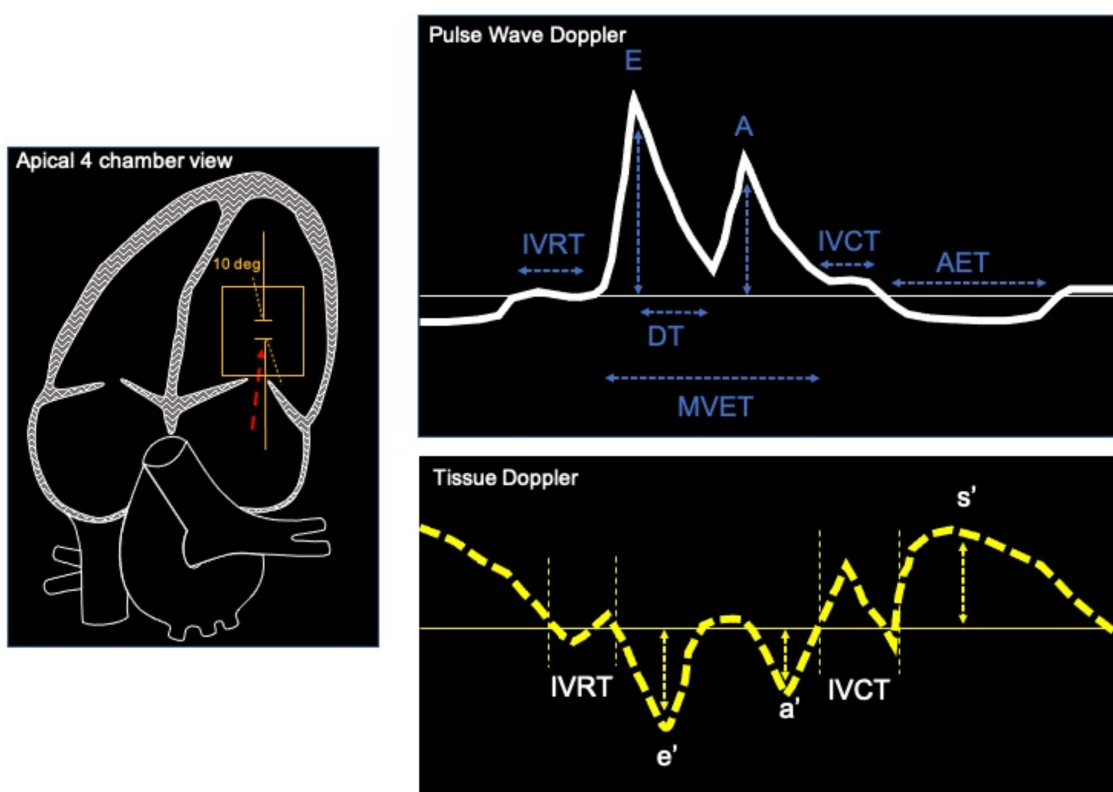 Apical 4 chamber view
10 deg
Pulse Wave Doppler
E
A
IVRT
IVCT
AET
DT
MVET
Tissue Doppler
s’
IVRT
IVCT
a’
e’